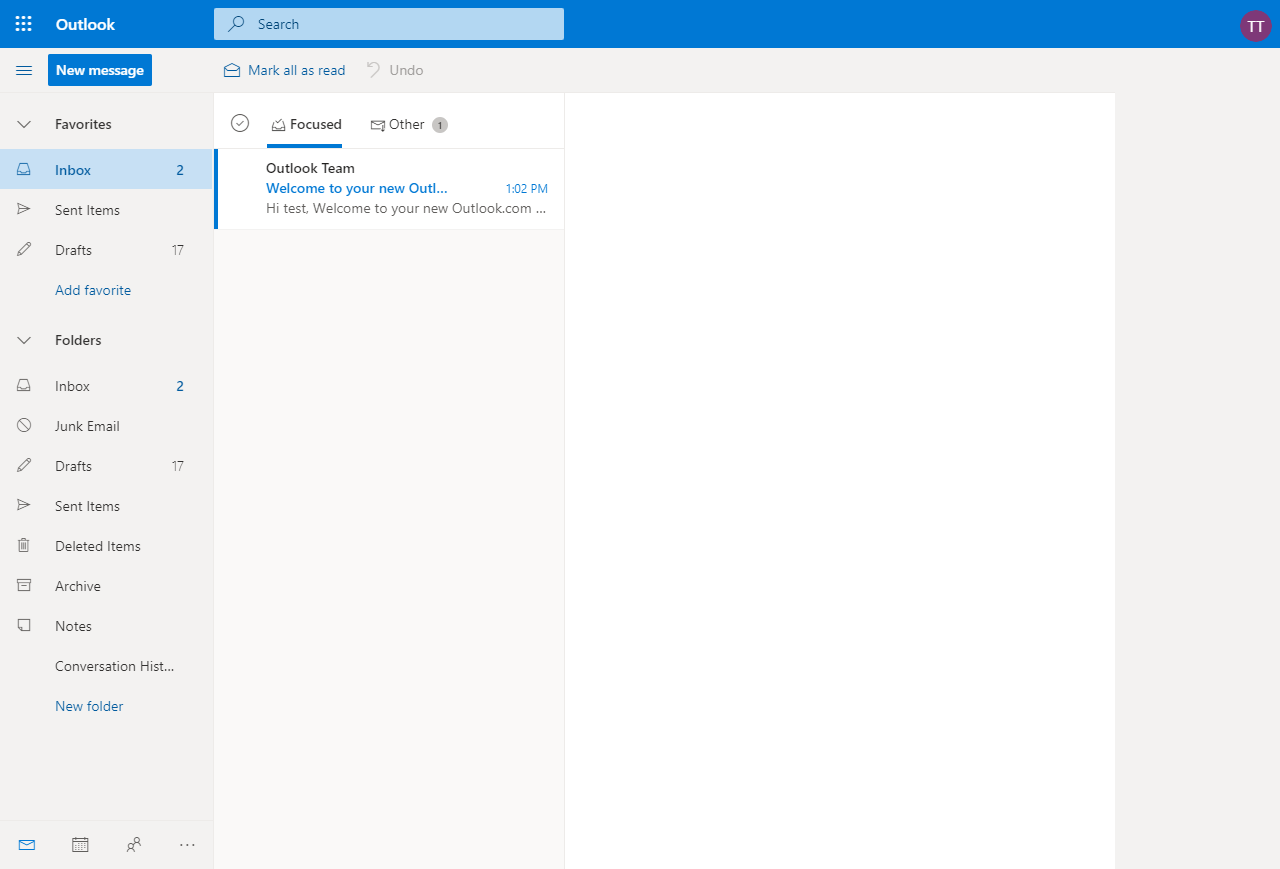 Outlook
Search
TT
New message
Mark all as read
Undo
Favorites
Inbox 2
Sent Items
Drafts 17
Add favorite
Folders
Inbox 2
Junk Email
Drafts 17
Sent Items
Deleted Items
Archive
Notes
Conversation Hist...
New folder
Focused
Other 1
Outlook Team
Welcome to your new Outl... 1:02 PM
Hi test, Welcome to your new Outlook.com ...